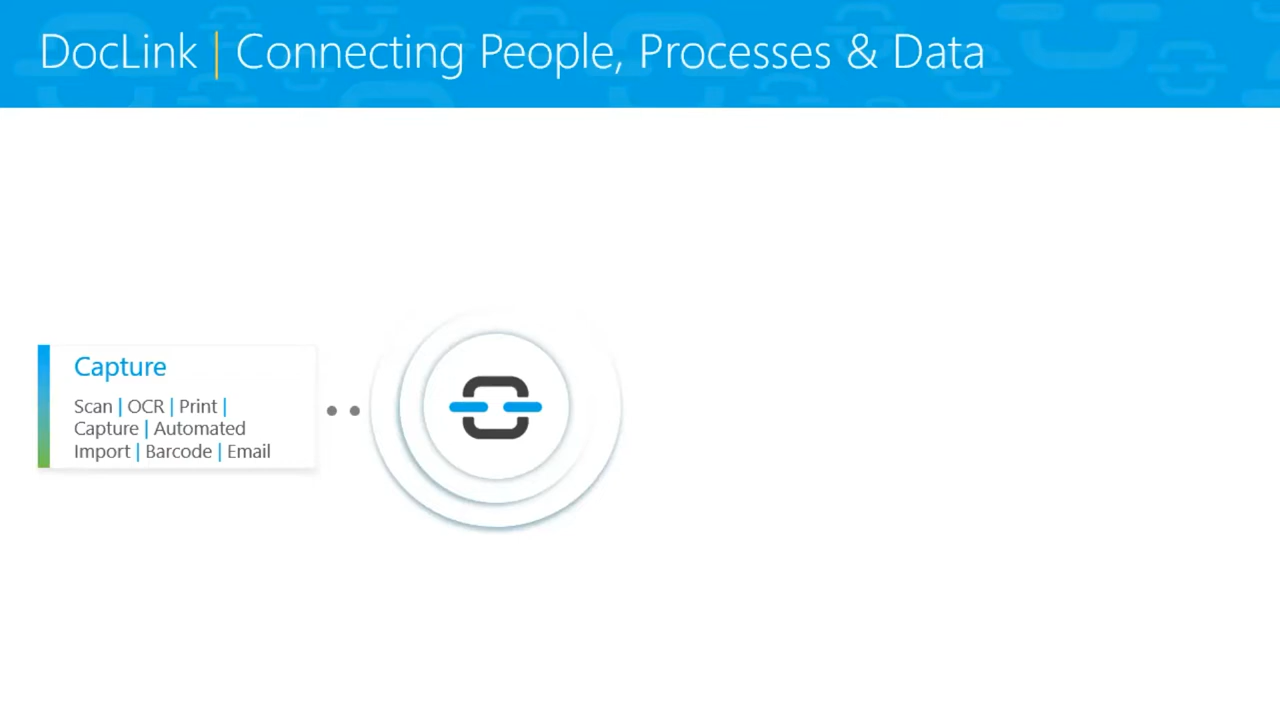 DocLink | Connecting People, Processes & Data
Capture
Scan | OCR | Print |
Capture | Automated
Import | Barcode | Email